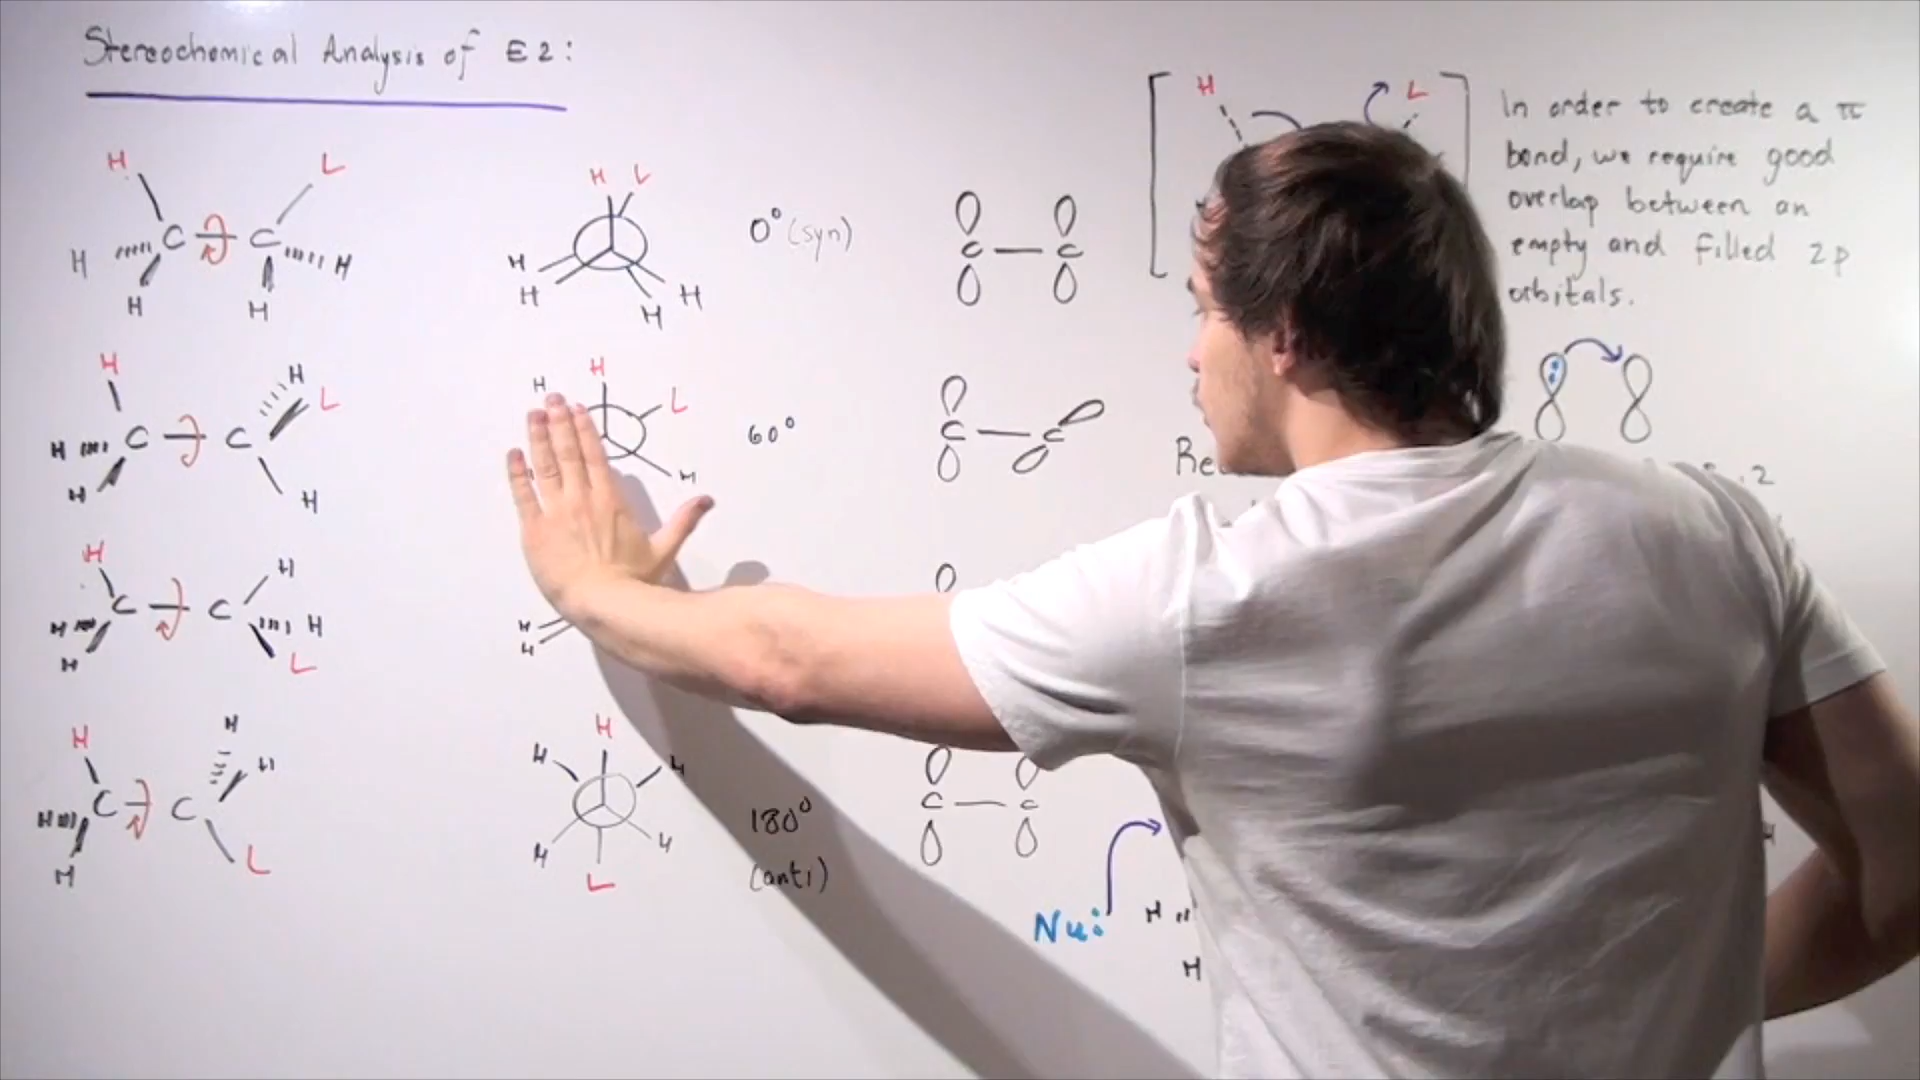 Stereochemical Analysis of E2:
H L
H C C H
H H
H L
H H
H H
0° (syn)
C C
H L
In order to create a π
bond, we require good
overlap between an
empty and filled 2p
orbitals.
H H
L
H C C
H H
H H
L
H
60°
C C
H H
C C
H H
H L
H
H
H H
H
H C C
H L
H
H H
H H
L
180°
(anti)
C C
Nu:
H
H